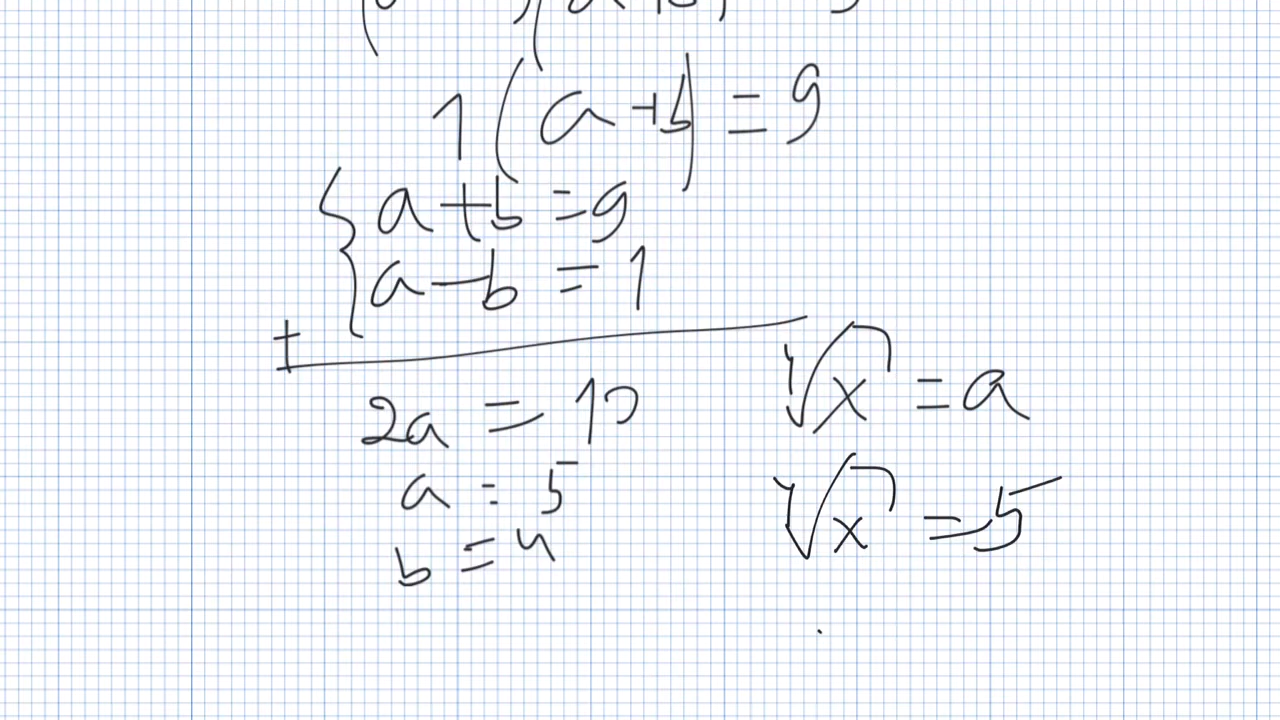 1(a+b)=9
a+b=9
a-b=1
+
2a=10
a=5
b=4
∜x=a
∜x=5